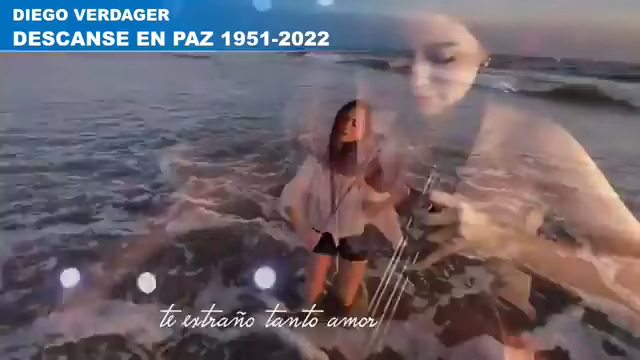 DIEGO VERDAGER
DESCANSE EN PAZ 1951-2022
te extraño tanto amor